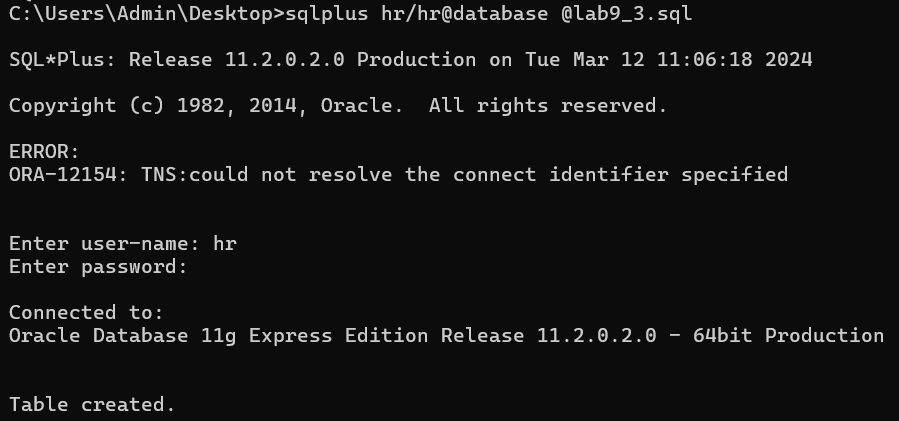 C:\Users\Admin\Desktop>sqlplus hr/hr@database @lab9_3.sql
SQL*Plus: Release 11.2.0.2.0 Production on Tue Mar 12 11:06:18 2024
Copyright (c) 1982, 2014, Oracle.  All rights reserved.
ERROR:
ORA-12154: TNS:could not resolve the connect identifier specified
Enter user-name: hr
Enter password:
Connected to:
Oracle Database 11g Express Edition Release 11.2.0.2.0 - 64bit Production
Table created.